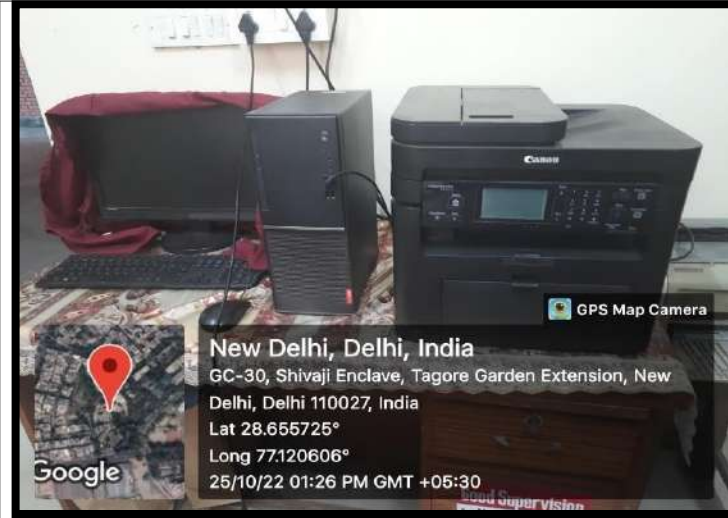 Canon
GPS Map Camera
New Delhi, Delhi, India
GC-30, Shivaji Enclave, Tagore Garden Extension, New
Delhi, Delhi 110027, India
Lat 28.655725°
Long 77.120606°
25/10/22 01:26 PM GMT +05:30
Google
Good Supervision